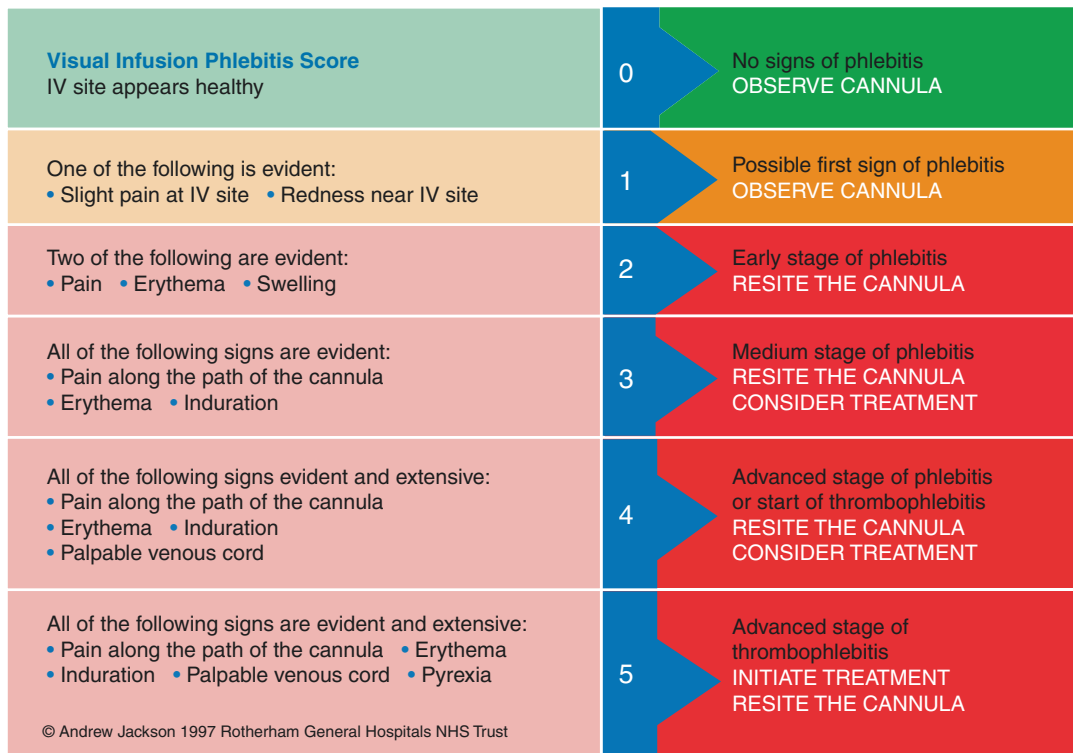 Visual Infusion Phlebitis Score
IV site appears healthy
0
No signs of phlebitis
OBSERVE CANNULA
One of the following is evident:
• Slight pain at IV site • Redness near IV site
1
Possible first sign of phlebitis
OBSERVE CANNULA
Two of the following are evident:
• Pain • Erythema • Swelling
2
Early stage of phlebitis
RESITE THE CANNULA
All of the following signs are evident:
• Pain along the path of the cannula
• Erythema • Induration
3
Medium stage of phlebitis
RESITE THE CANNULA
CONSIDER TREATMENT
All of the following signs evident and extensive:
• Pain along the path of the cannula
• Erythema • Induration
• Palpable venous cord
4
Advanced stage of phlebitis
or start of thrombophlebitis
RESITE THE CANNULA
CONSIDER TREATMENT
All of the following signs are evident and extensive:
• Pain along the path of the cannula • Erythema
• Induration • Palpable venous cord • Pyrexia
5
Advanced stage of
thrombophlebitis
INITIATE TREATMENT
RESITE THE CANNULA
© Andrew Jackson 1997 Rotherham General Hospitals NHS Trust